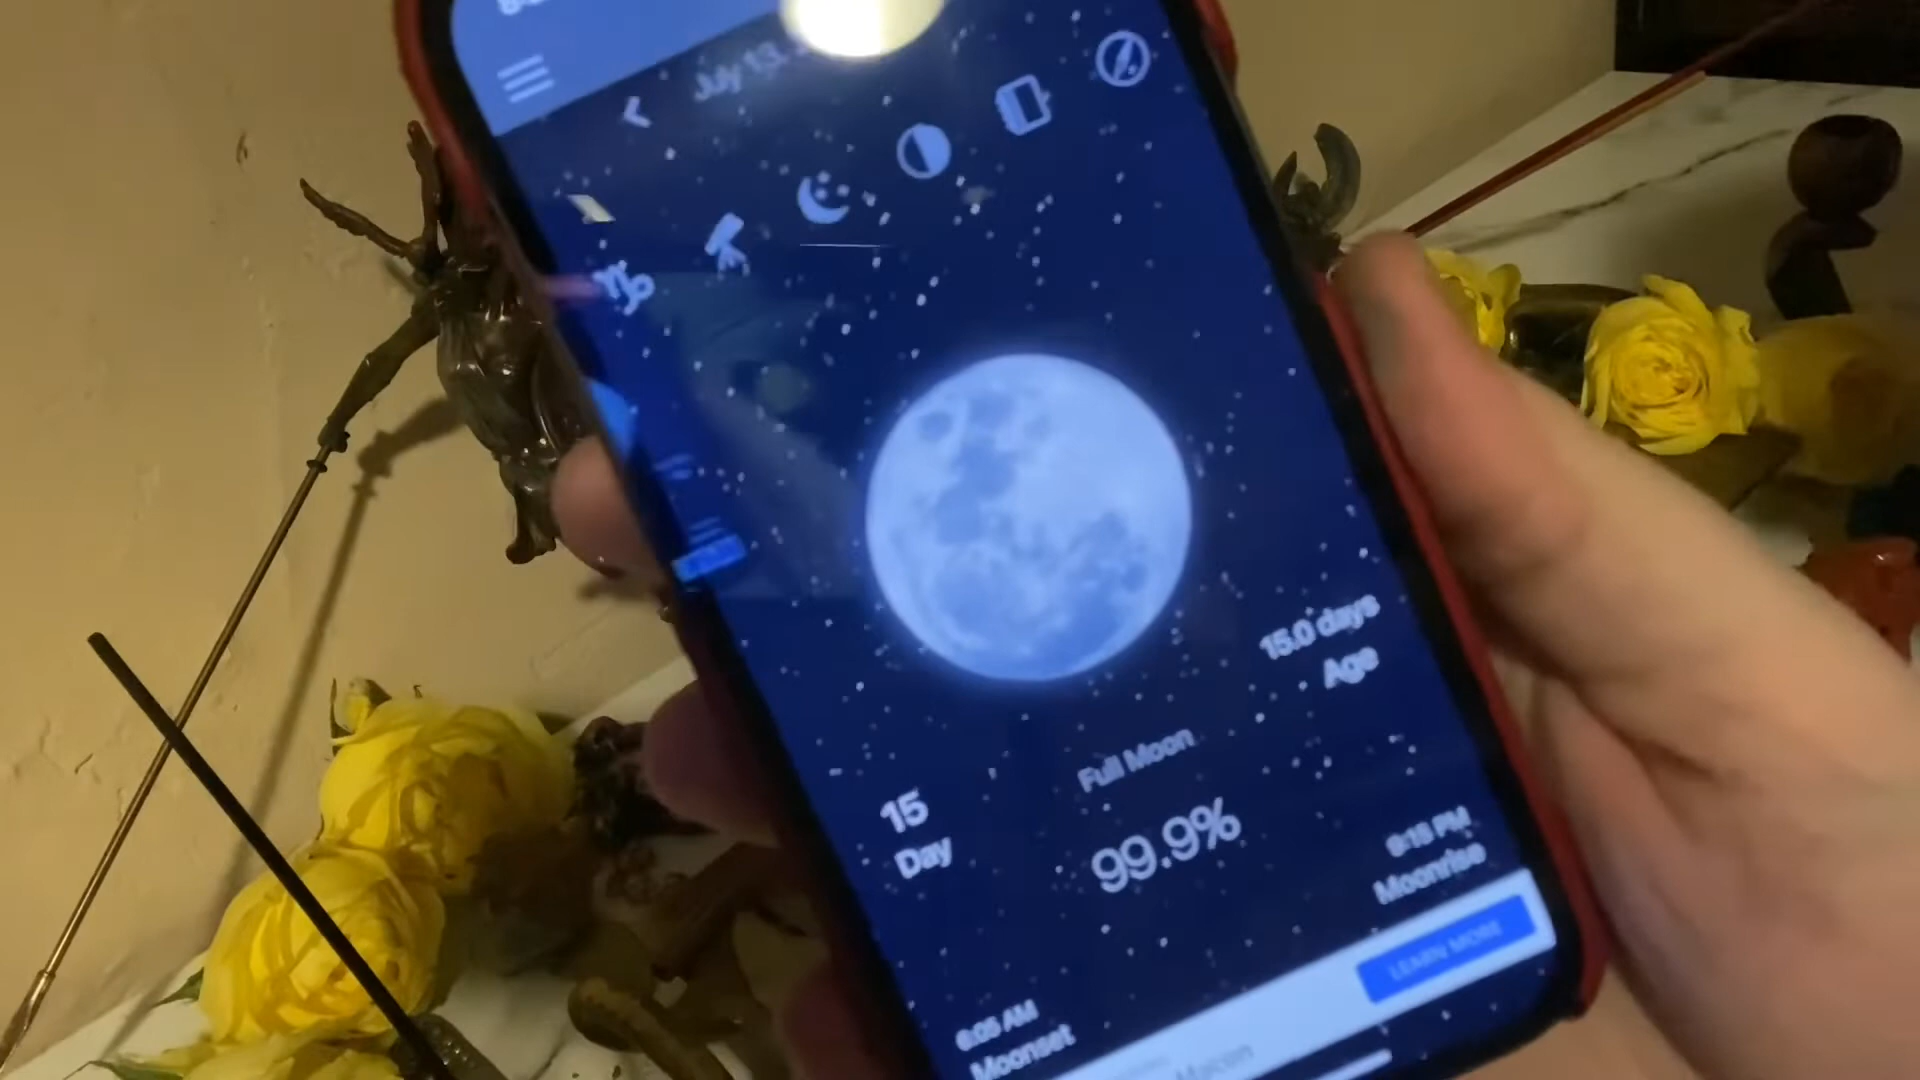 July 13,
15.0 days
Age
Full Moon
15
Day
99.9%
9:15 PM
Moonrise
LEARN MORE
6:05 AM
Moonset